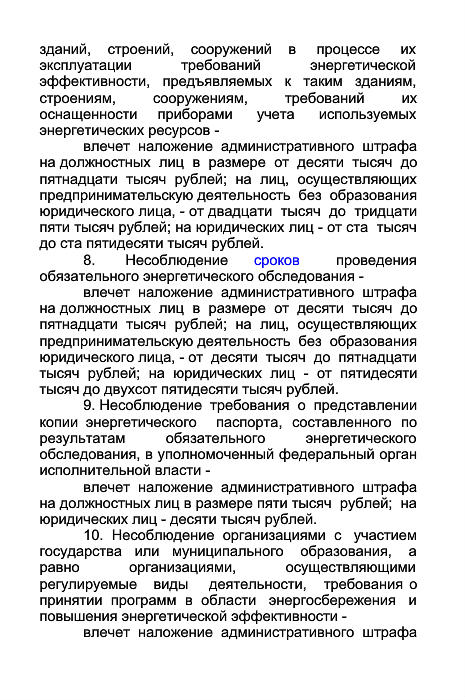 зданий, строений, сооружений в процессе их
эксплуатации требований энергетической
эффективности, предъявляемых к таким зданиям,
строениям, сооружениям, требований их
оснащенности приборами учета используемых
энергетических ресурсов -
влечет наложение административного штрафа
на должностных лиц в размере от десяти тысяч до
пятнадцати тысяч рублей; на лиц, осуществляющих
предпринимательскую деятельность без образования
юридического лица, - от двадцати тысяч до тридцати
пяти тысяч рублей; на юридических лиц - от ста тысяч
до ста пятидесяти тысяч рублей.
8. Несоблюдение сроков проведения
обязательного энергетического обследования -
влечет наложение административного штрафа
на должностных лиц в размере от десяти тысяч до
пятнадцати тысяч рублей; на лиц, осуществляющих
предпринимательскую деятельность без образования
юридического лица, - от десяти тысяч до пятнадцати
тысяч рублей; на юридических лиц - от пятидесяти
тысяч до двухсот пятидесяти тысяч рублей.
9. Несоблюдение требования о представлении
копии энергетического паспорта, составленного по
результатам обязательного энергетического
обследования, в уполномоченный федеральный орган
исполнительной власти -
влечет наложение административного штрафа
на должностных лиц в размере пяти тысяч рублей; на
юридических лиц - десяти тысяч рублей.
10. Несоблюдение организациями с участием
государства или муниципального образования, а
равно организациями, осуществляющими
регулируемые виды деятельности, требования о
принятии программ в области энергосбережения и
повышения энергетической эффективности -
влечет наложение административного штрафа